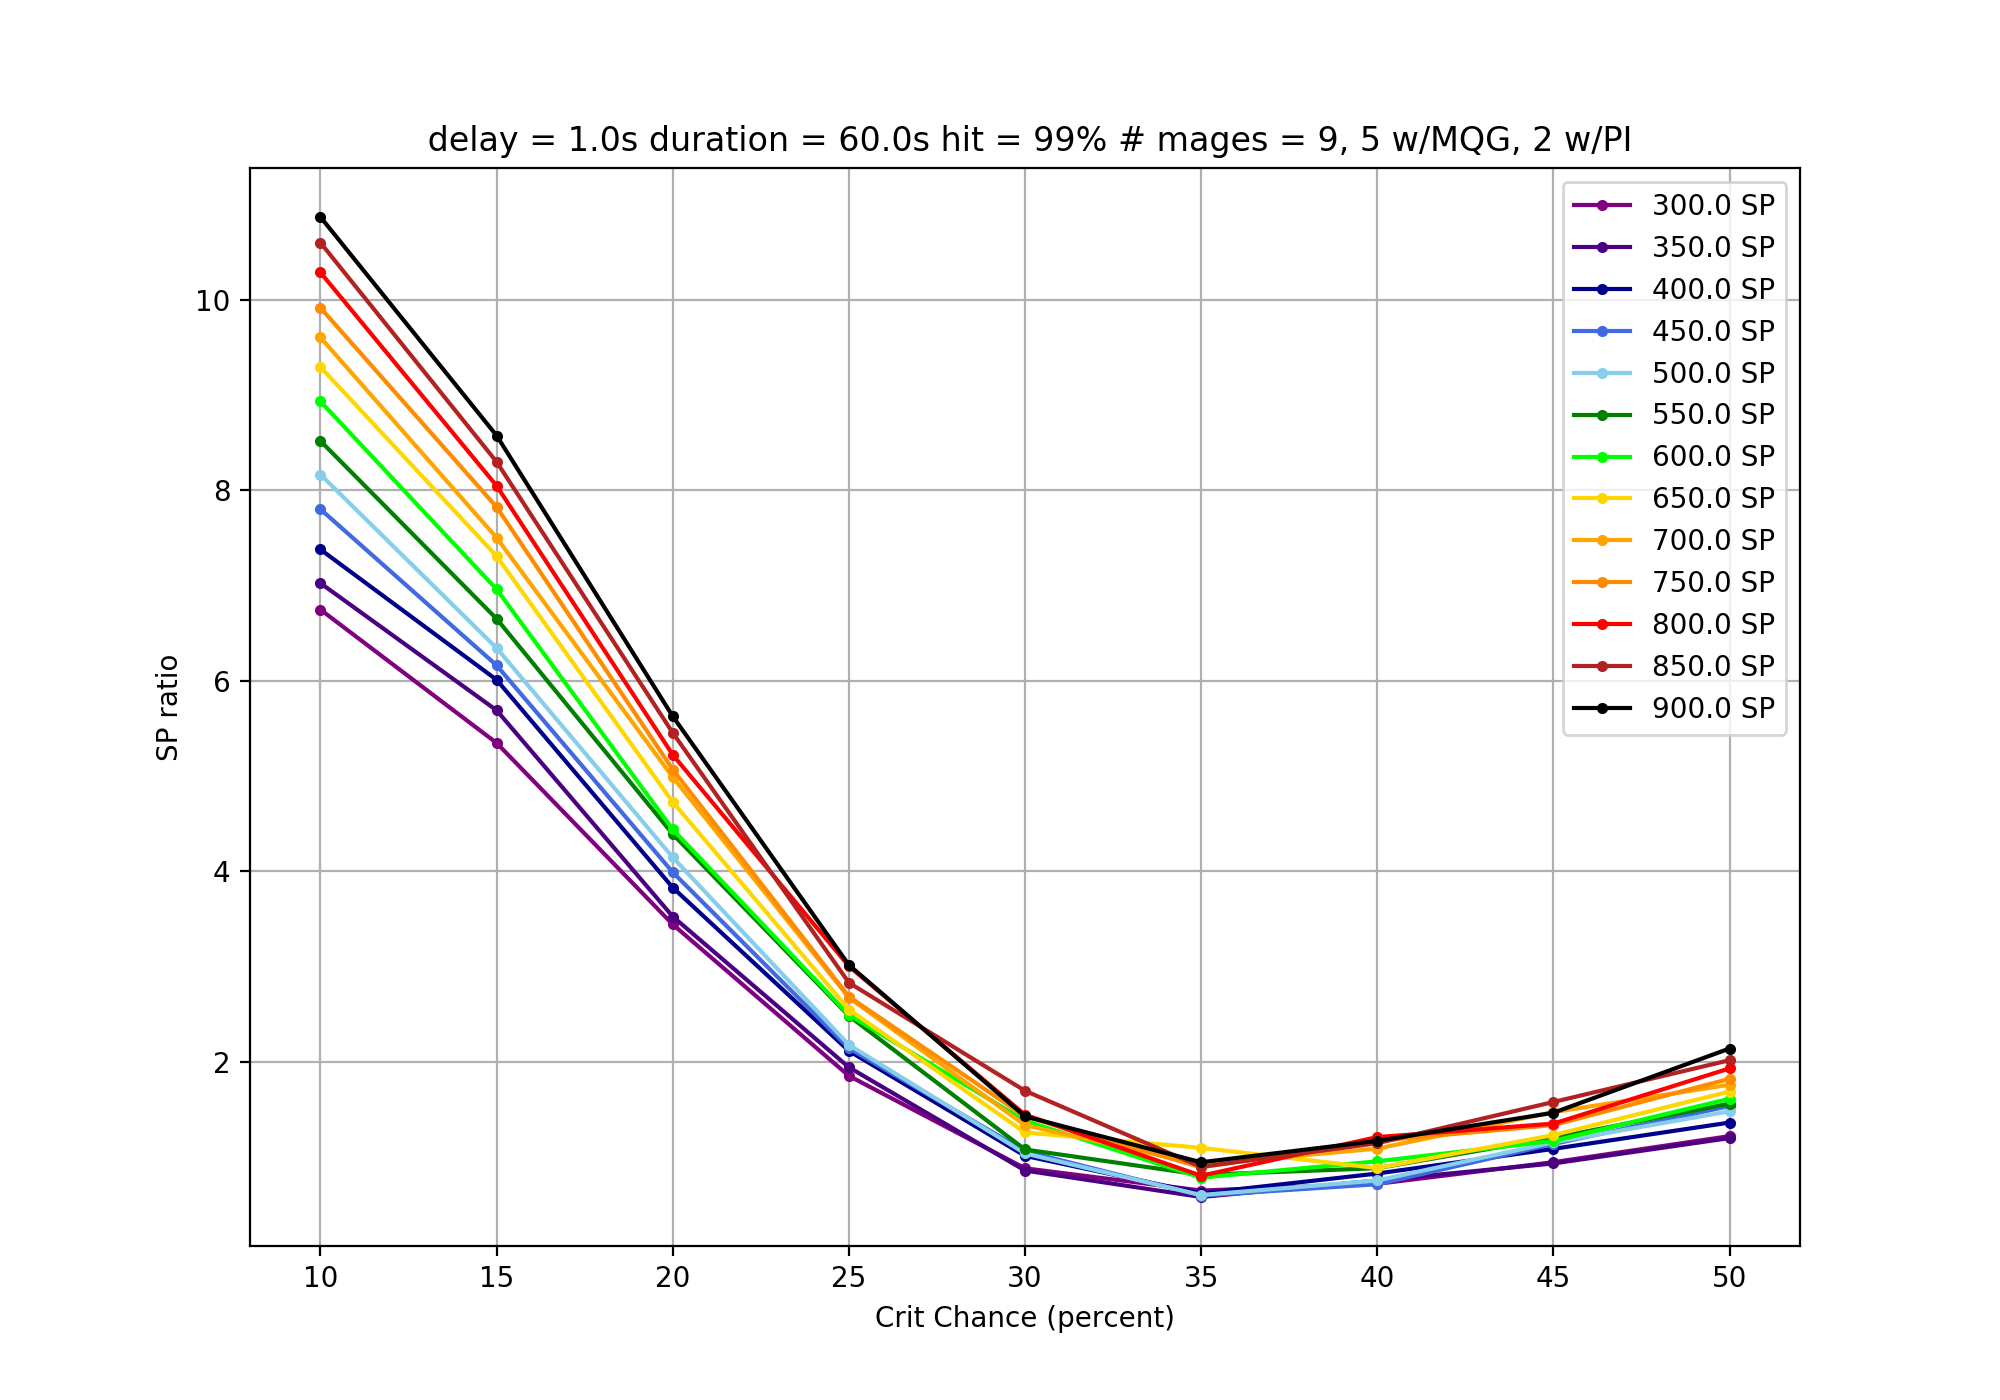 delay = 1.0s duration = 60.0s hit = 99% # mages = 9, 5 w/MQG, 2 w/PI
300.0 SP
350.0 SP
400.0 SP
450.0 SP
500.0 SP
550.0 SP
600.0 SP
650.0 SP
700.0 SP
750.0 SP
800.0 SP
850.0 SP
900.0 SP
SP ratio
10
8
6
4
2
10 15 20 25 30 35 40 45 50
Crit Chance (percent)